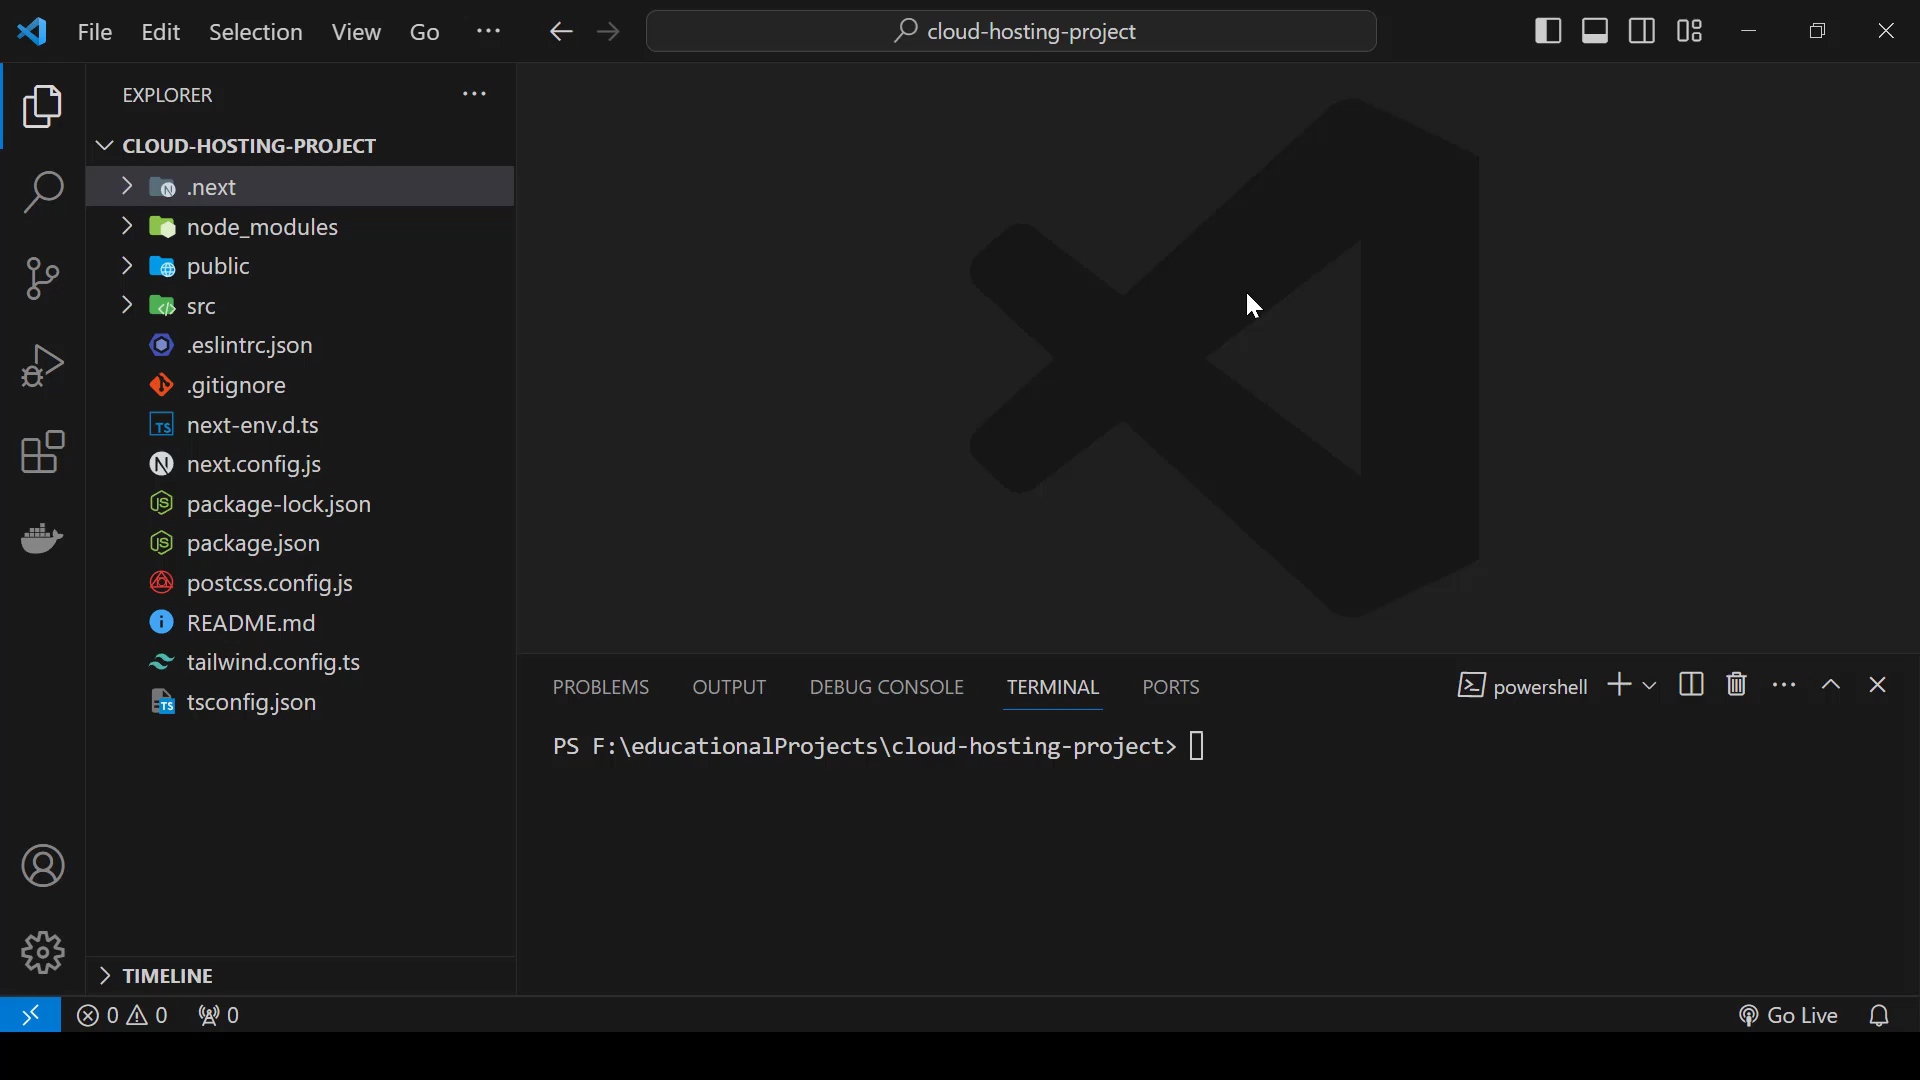 File Edit Selection View Go ··· cloud-hosting-project
EXPLORER ···
CLOUD-HOSTING-PROJECT
.next
node_modules
public
src
.eslintrc.json
.gitignore
next-env.d.ts
next.config.js
package-lock.json
package.json
postcss.config.js
README.md
tailwind.config.ts
tsconfig.json
TIMELINE
PROBLEMS OUTPUT DEBUG CONSOLE TERMINAL PORTS powershell
PS F:\educationalProjects\cloud-hosting-project>
0 0 0 Go Live